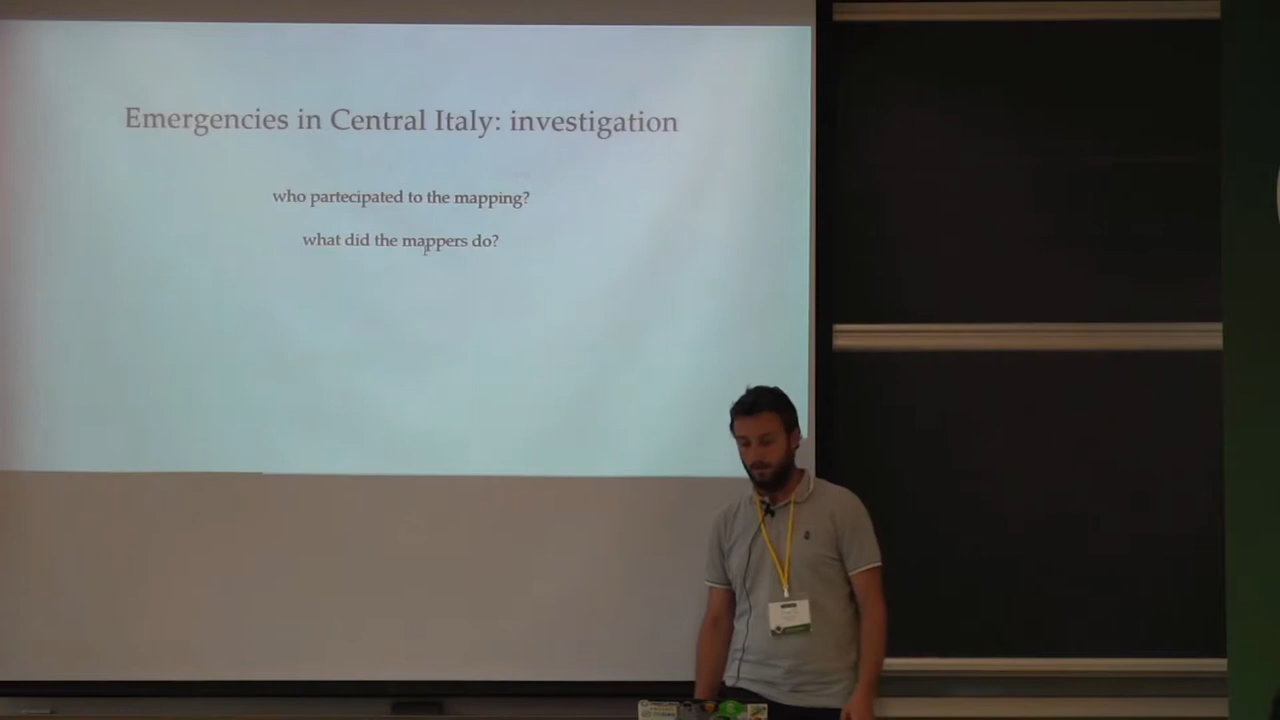 Emergencies in Central Italy: investigation
who partecipated to the mapping?
what did the mappers do?